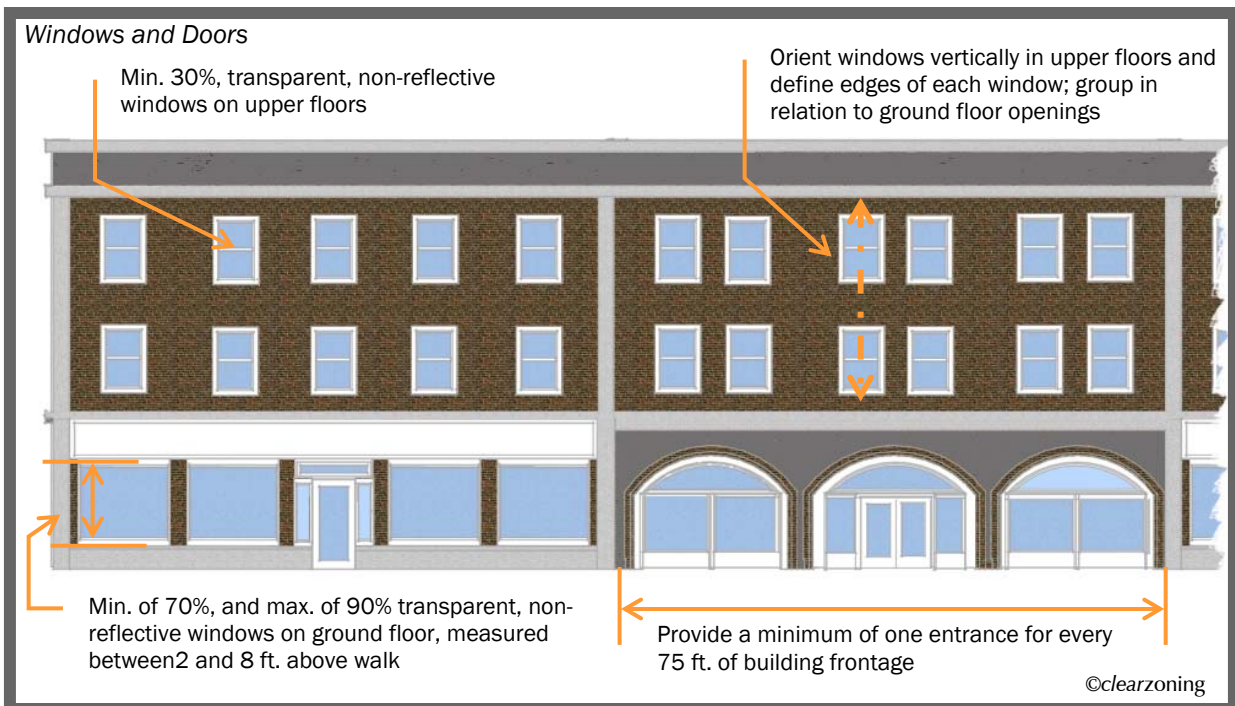 Windows and Doors
Min. 30%, transparent, non-reflective
windows on upper floors
Orient windows vertically in upper floors and
define edges of each window; group in
relation to ground floor openings
Min. of 70%, and max. of 90% transparent, non-
reflective windows on ground floor, measured
between2 and 8 ft. above walk
Provide a minimum of one entrance for every
75 ft. of building frontage
©clearzoning